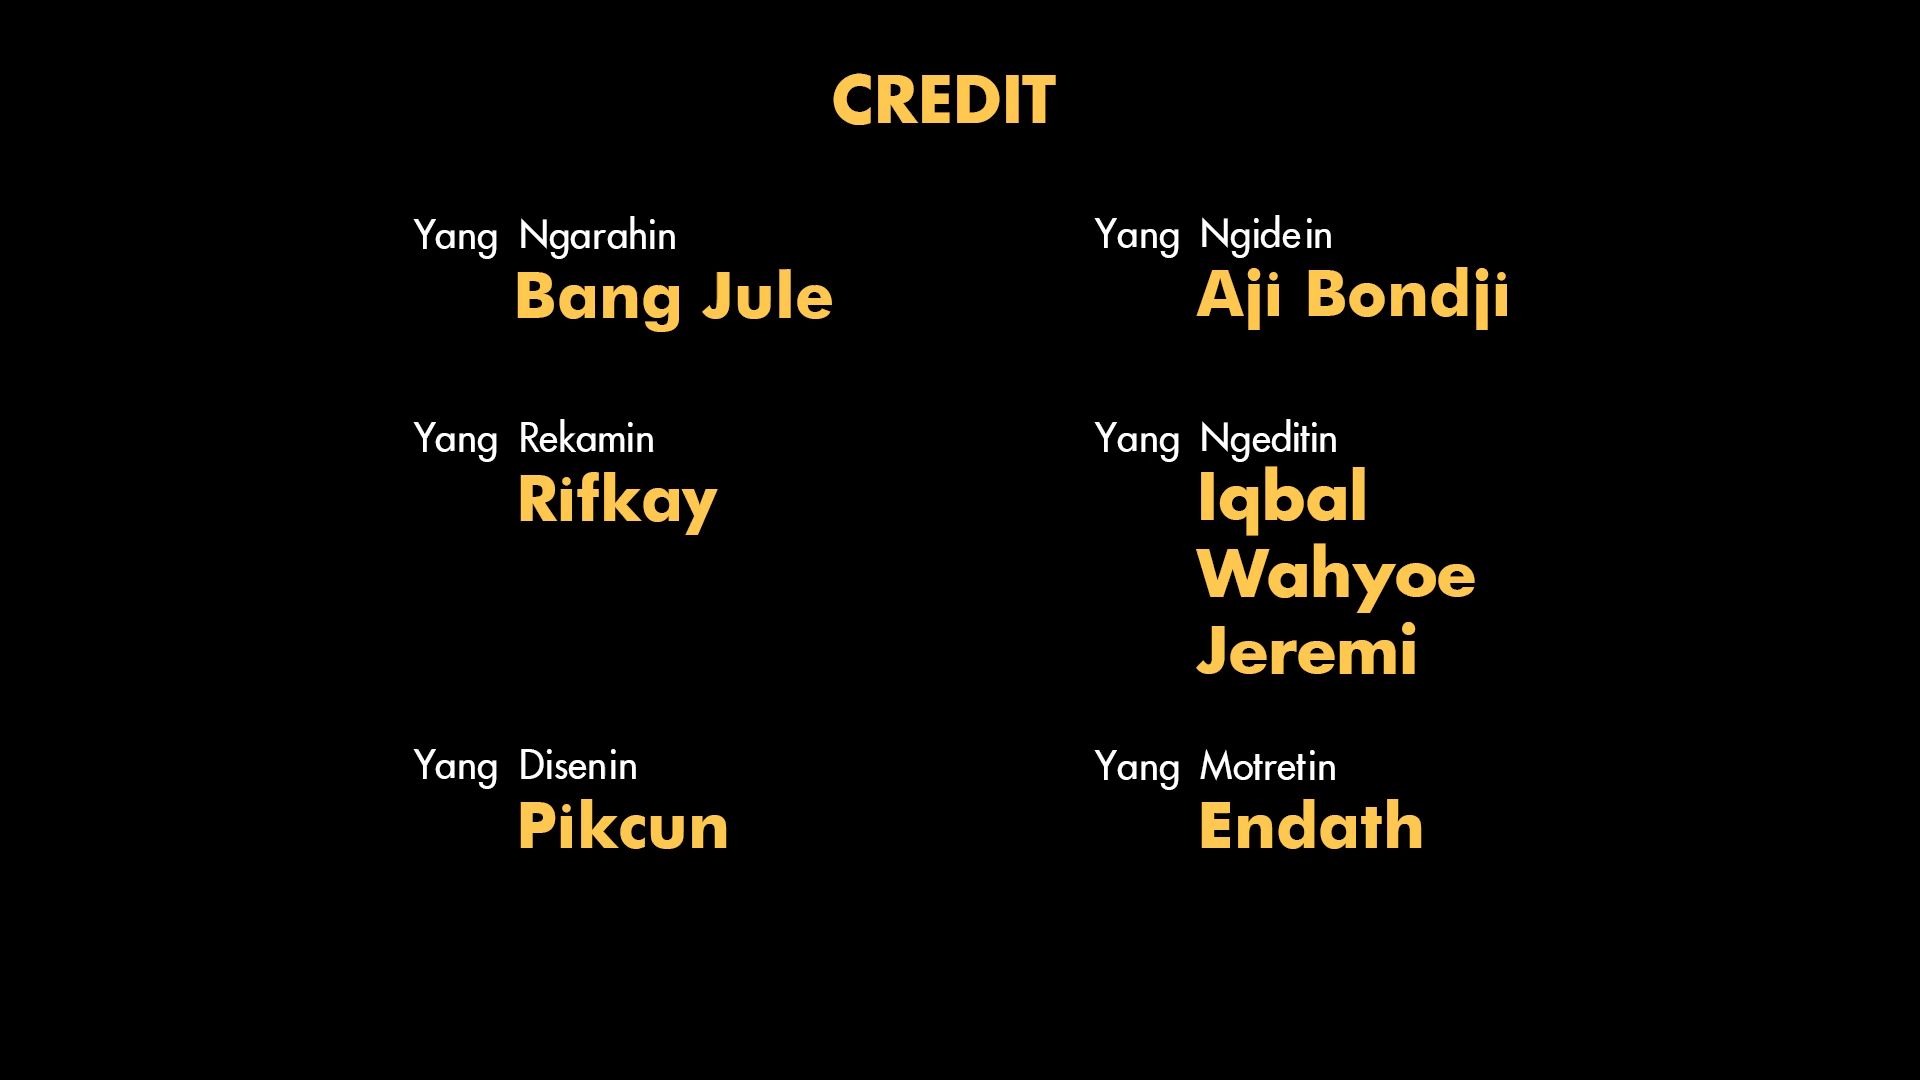 CREDIT
Yang Ngarahin
Bang Jule
Yang Ngidein
Aji Bondji
Yang Rekamin
Rifkay
Yang Ngeditin
Iqbal
Wahyoe
Jeremi
Yang Disenin
Pikcun
Yang Motretin
Endath